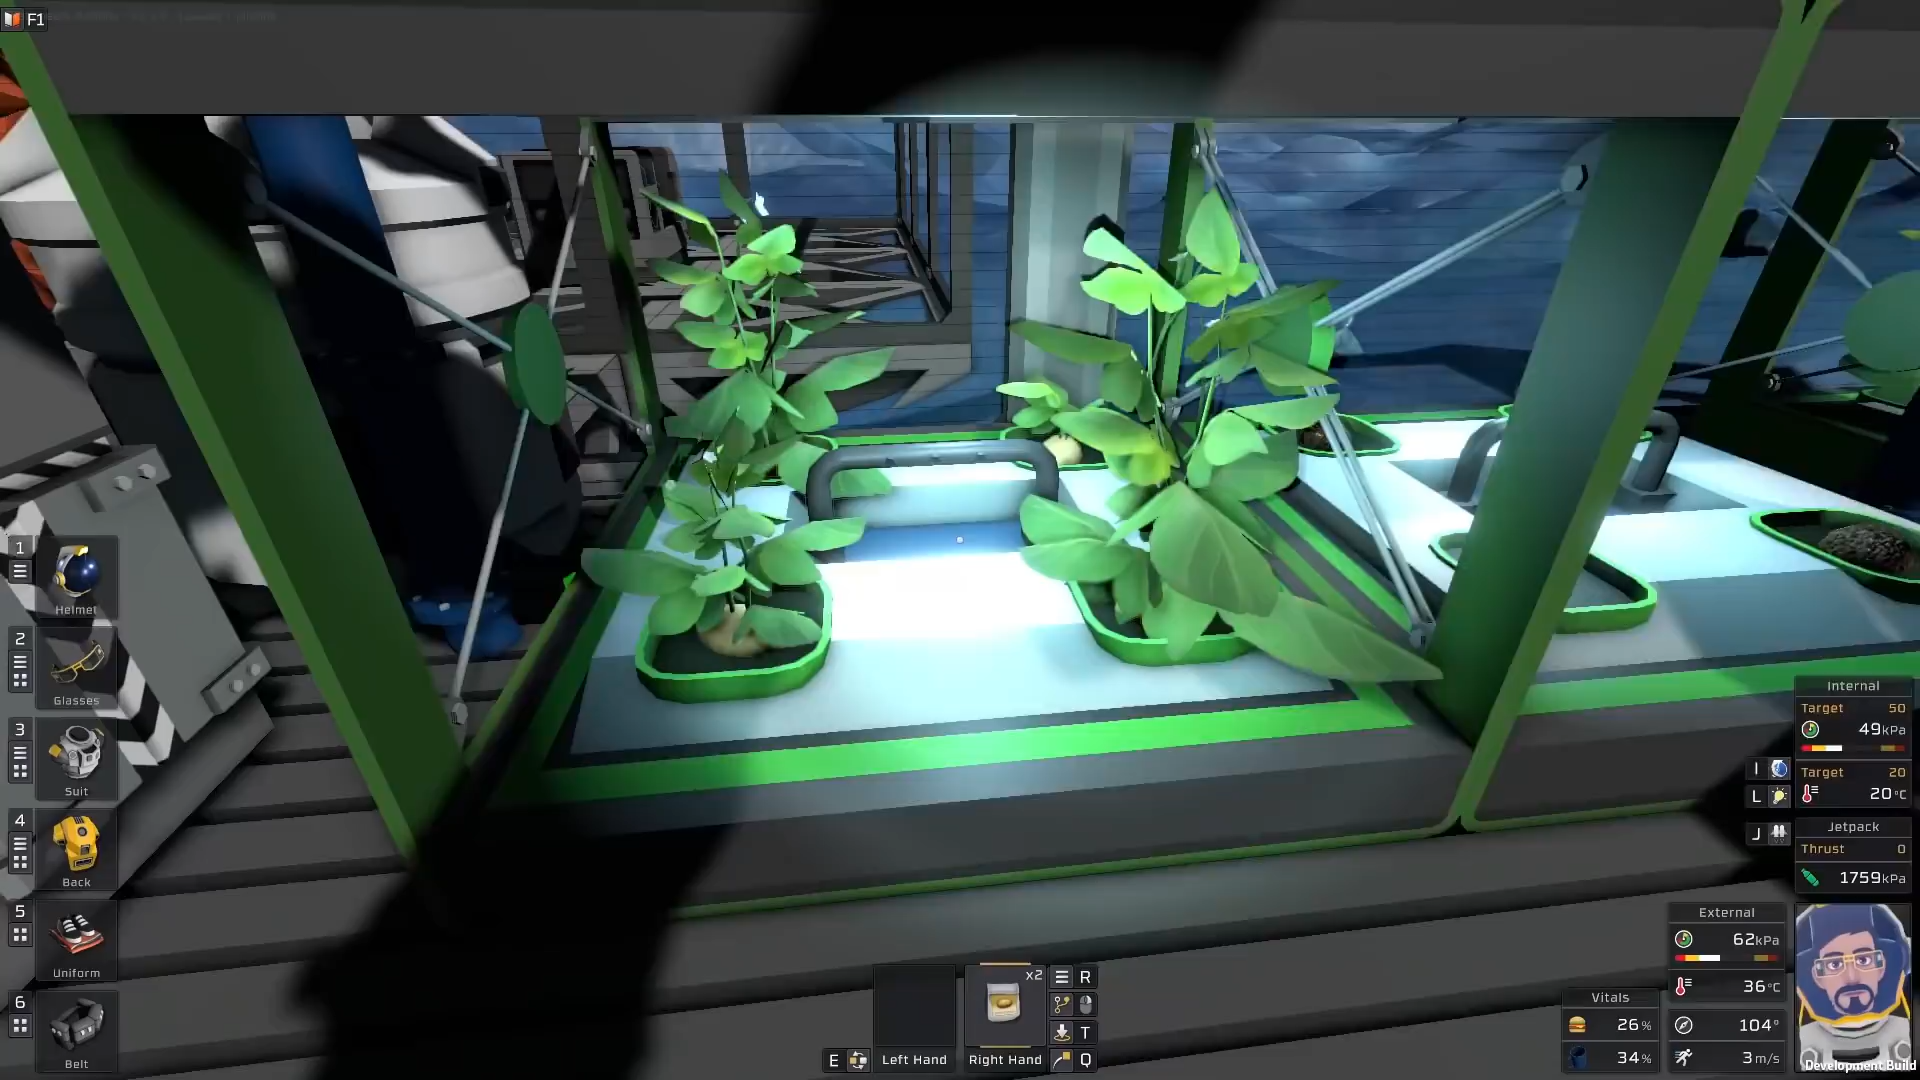 F1
1
Helmet
2
Glasses
3
Suit
4
Back
5
Uniform
6
Belt
E
Left Hand
x2
Right Hand
R
T
Q
Internal
Target 50
49kPa
Target 20
20°C
I
L
J
Jetpack
Thrust 0
1759kPa
External
62kPa
36°C
104°
3m/s
Vitals
26%
34%
Development Build